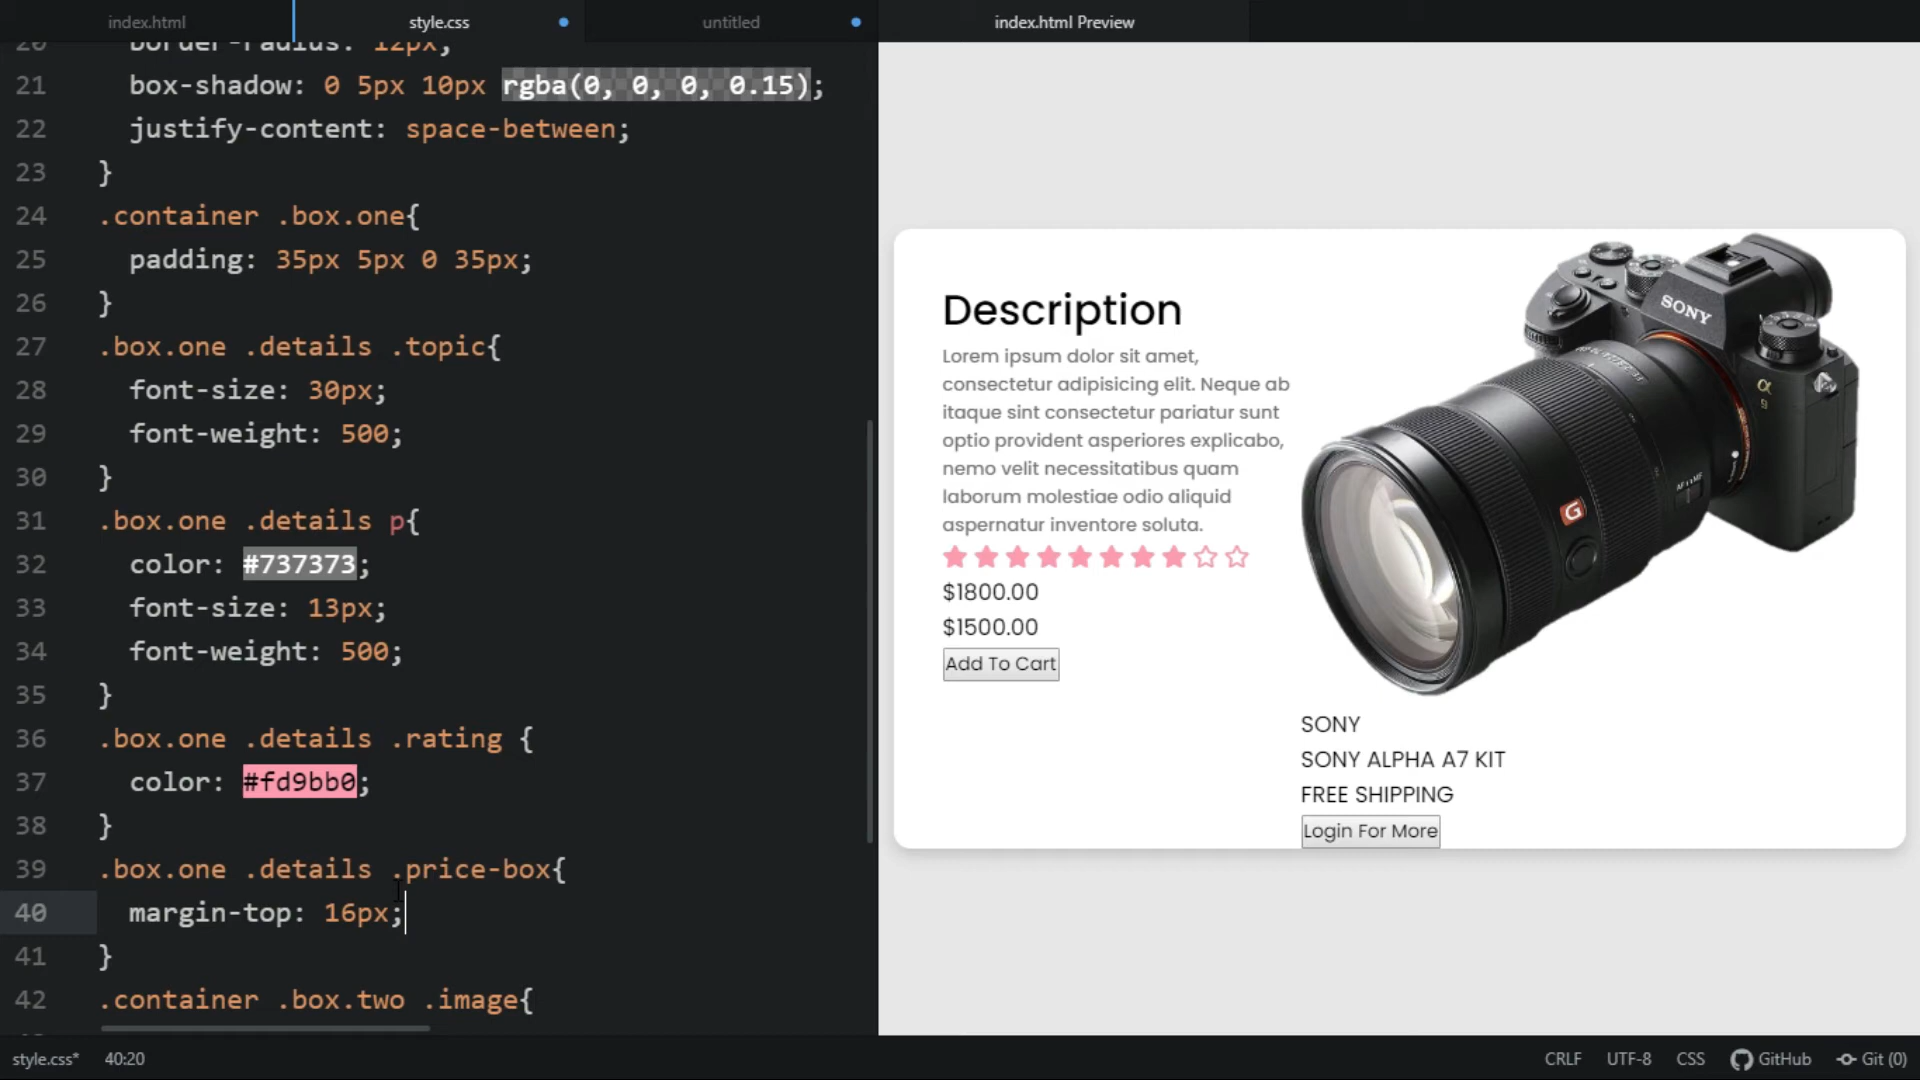 index.html
style.css
untitled
index.html Preview
20 border-radius: 12px;
21 box-shadow: 0 5px 10px rgba(0, 0, 0, 0.15);
22 justify-content: space-between;
23 }
24 .container .box.one{
25 padding: 35px 5px 0 35px;
26 }
27 .box.one .details .topic{
28 font-size: 30px;
29 font-weight: 500;
30 }
31 .box.one .details p{
32 color: #737373;
33 font-size: 13px;
34 font-weight: 500;
35 }
36 .box.one .details .rating {
37 color: #fd9bb0;
38 }
39 .box.one .details .price-box{
40 margin-top: 16px;
41 }
42 .container .box.two .image{
Description
Lorem ipsum dolor sit amet,
consectetur adipisicing elit. Neque ab
itaque sint consectetur pariatur sunt
optio provident asperiores explicabo,
nemo velit necessitatibus quam
laborum molestiae odio aliquid
aspernatur inventore soluta.
$1800.00
$1500.00
Add To Cart
SONY
α
9
G
SONY
SONY ALPHA A7 KIT
FREE SHIPPING
Login For More
style.css* 40:20
CRLF UTF-8 CSS GitHub Git (0)